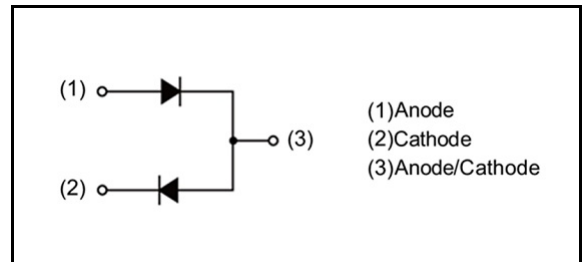 (1)
(3)
(2)
(1)Anode
(2)Cathode
(3)Anode/Cathode